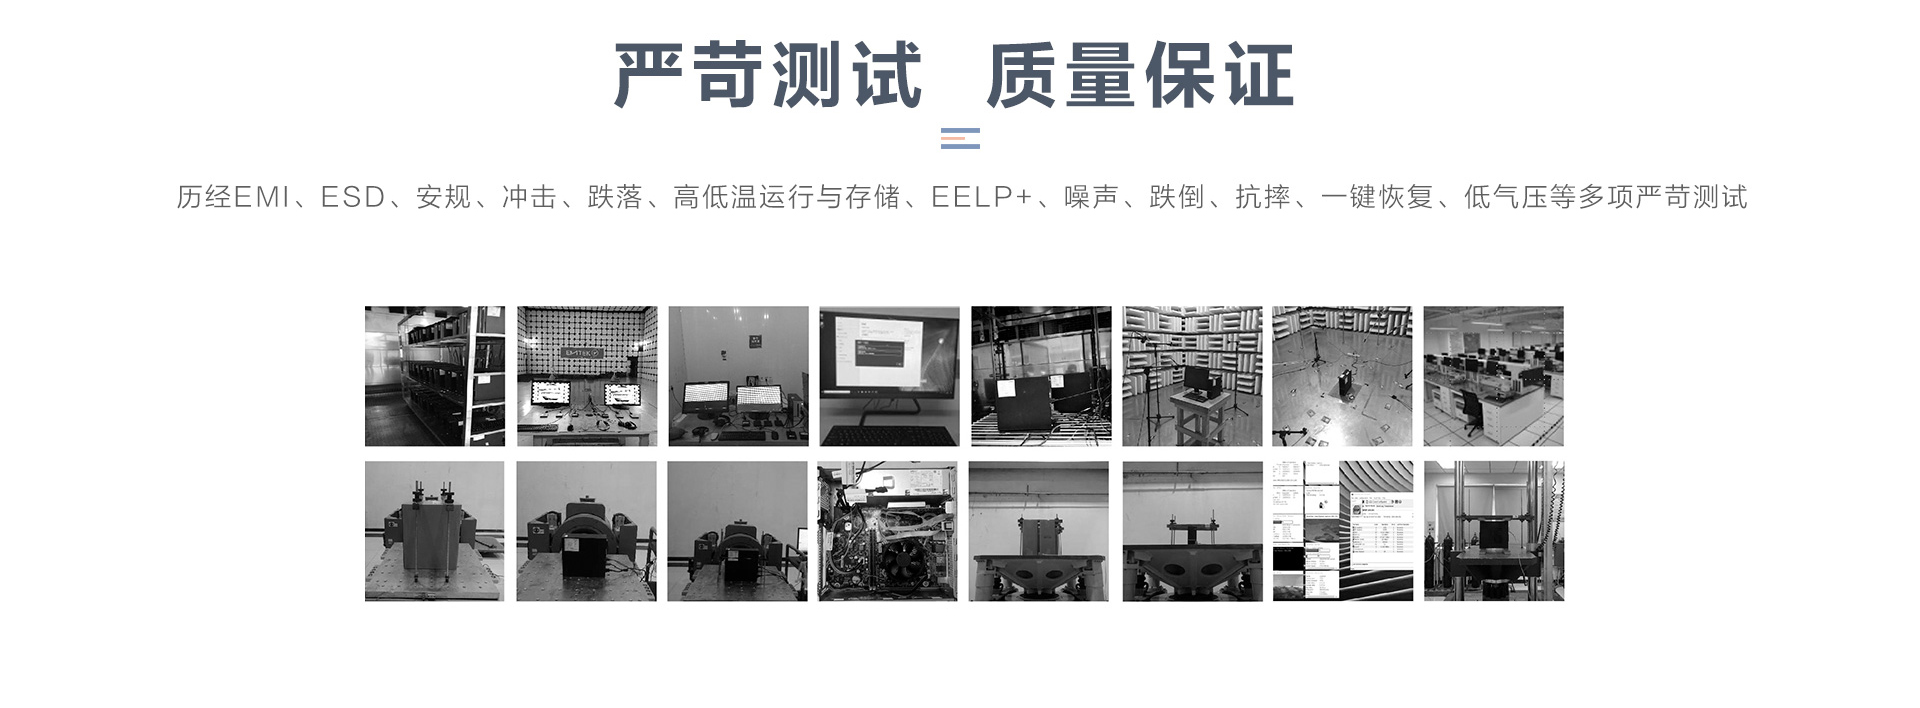 严苛测试 质量保证
历经EMI、ESD、安规、冲击、跌落、高低温运行与存储、EELP+、噪声、跌倒、抗摔、一键恢复、低气压等多项严苛测试